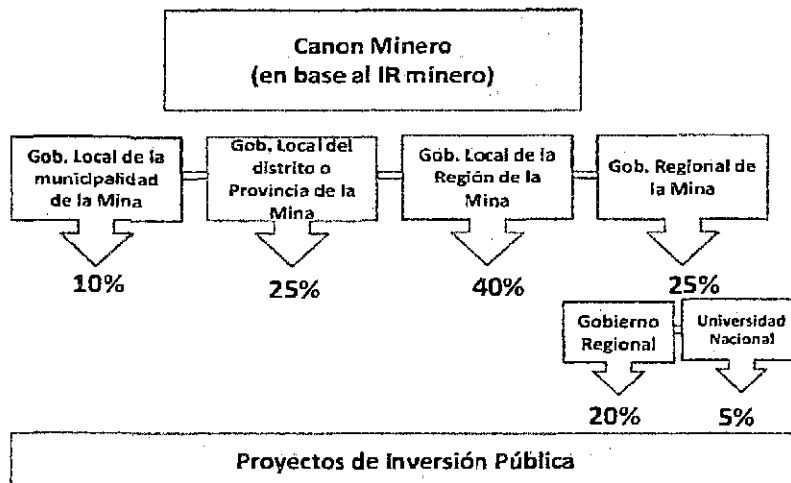 Canon Minero
(en base al IR minero)
Gob. Local de la
municipalidad
de la Mina
Gob. Local del
distrito o
Provincia de la
Mina
Gob. Local de la
Región de la
Mina
Gob. Regional de
la Mina
10%
25%
40%
25%
Gobierno
Regional
Universidad
Nacional
20%
5%
Proyectos de Inversión Pública